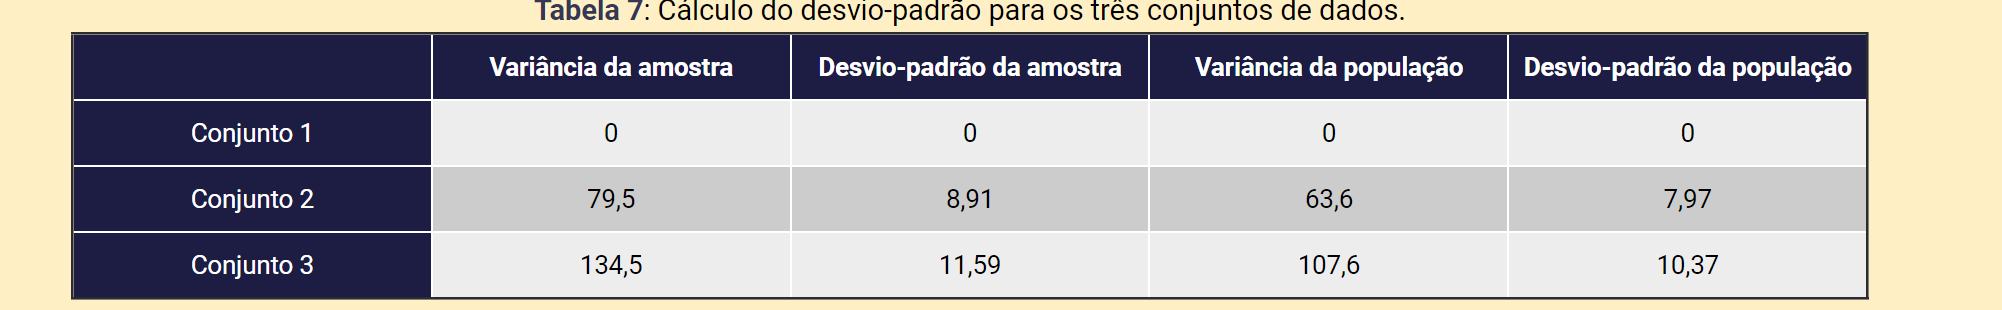 Tabela 7: Cálculo do desvio-padrão para os três conjuntos de dados.
Variância da amostra Desvio-padrão da amostra Variância da população Desvio-padrão da população
Conjunto 1 0 0 0 0
Conjunto 2 79,5 8,91 63,6 7,97
Conjunto 3 134,5 11,59 107,6 10,37